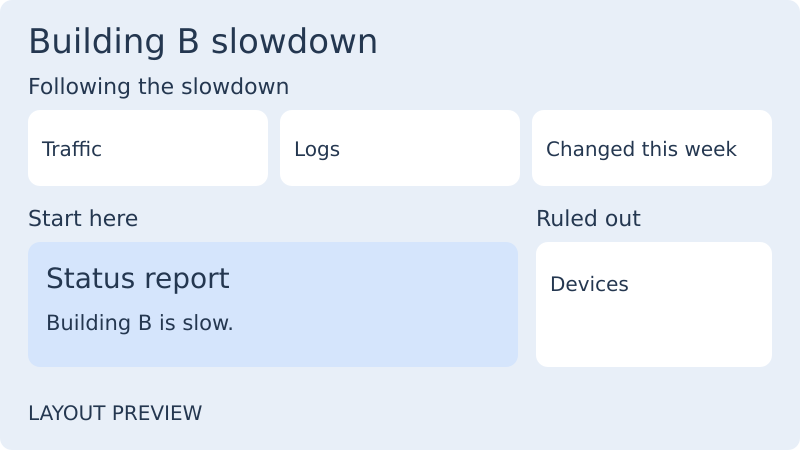 Building B slowdown
Following the slowdown
Traffic
Logs
Changed this week
Start here
Status report
Building B is slow.
Ruled out
Devices
LAYOUT PREVIEW